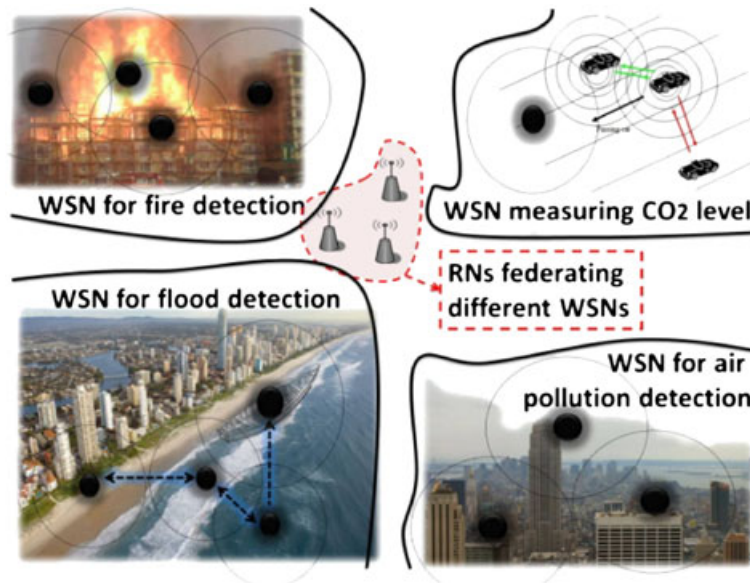 WSN for fire detection
WSN measuring CO2 level
RNs federating
different WSNs
WSN for flood detection
WSN for air
pollution detection